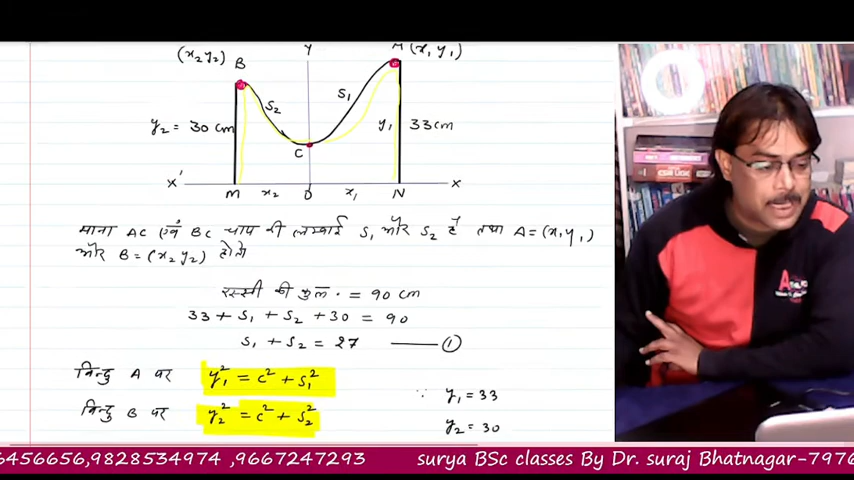 (x₂ y₂) B Y A (x, y₁)
S₂ S₁
y₂ = 30 cm y₁ 33cm
C
X' M x₂ O x₁ N X
माना AC एवं BC चाप की लम्बाई S₁ और S₂ है तथा A=(x, y₁)
और B=(x₂ y₂) होगे
रस्सी की कुल = 90 cm
33 + S₁ + S₂ + 30 = 90
S₁ + S₂ = 27 —— ①
बिन्दु A पर y₁² = c² + s₁²
∵ y₁ = 33
बिन्दु B पर y₂² = c² + s₂²
y₂ = 30
6456656,9828534974 ,9667247293 surya BSc classes By Dr. suraj Bhatnagar-7976